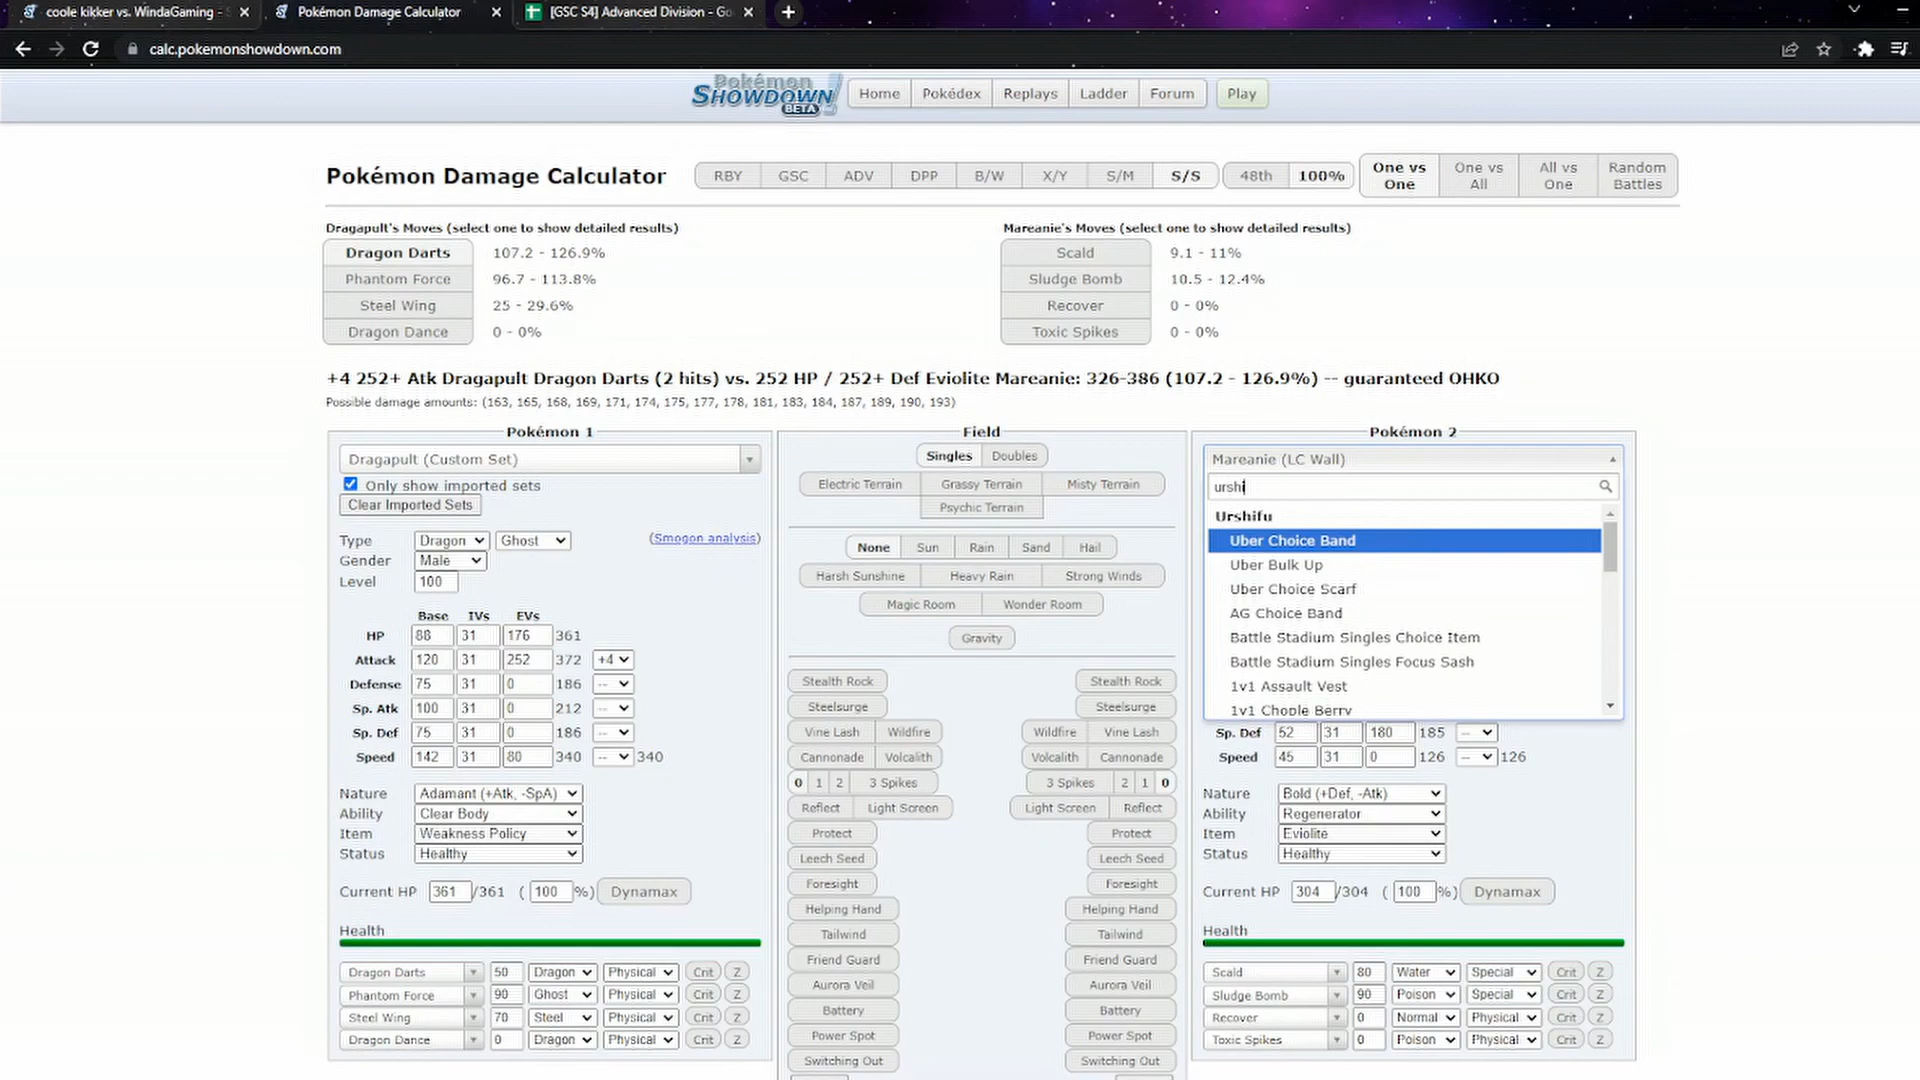 coole kikker vs. WindaGaming - S
Pokémon Damage Calculator
[GSC S4] Advanced Division - Go
calc.pokemonshowdown.com
Pokémon SHOWDOWN! BETA
Home Pokédex Replays Ladder Forum Play
Pokémon Damage Calculator
RBY GSC ADV DPP B/W X/Y S/M S/S
48th 100%
One vs One
One vs All
All vs One
Random Battles
Dragapult's Moves (select one to show detailed results)
Dragon Darts 107.2 - 126.9%
Phantom Force 96.7 - 113.8%
Steel Wing 25 - 29.6%
Dragon Dance 0 - 0%
Mareanie's Moves (select one to show detailed results)
Scald 9.1 - 11%
Sludge Bomb 10.5 - 12.4%
Recover 0 - 0%
Toxic Spikes 0 - 0%
+4 252+ Atk Dragapult Dragon Darts (2 hits) vs. 252 HP / 252+ Def Eviolite Mareanie: 326-386 (107.2 - 126.9%) -- guaranteed OHKO
Possible damage amounts: (163, 165, 168, 169, 171, 174, 175, 177, 178, 181, 183, 184, 187, 189, 190, 193)
Pokémon 1
Dragapult (Custom Set)
Only show imported sets
Clear Imported Sets
Type Dragon Ghost (Smogon analysis)
Gender Male
Level 100
Base IVs EVs
HP 88 31 176 361
Attack 120 31 252 372 +4
Defense 75 31 0 186 --
Sp. Atk 100 31 0 212 --
Sp. Def 75 31 0 186 --
Speed 142 31 80 340 -- 340
Nature Adamant (+Atk, -SpA)
Ability Clear Body
Item Weakness Policy
Status Healthy
Current HP 361 /361 ( 100 %) Dynamax
Health
Dragon Darts 50 Dragon Physical Crit Z
Phantom Force 90 Ghost Physical Crit Z
Steel Wing 70 Steel Physical Crit Z
Dragon Dance 0 Dragon Physical Crit Z
Field
Singles Doubles
Electric Terrain Grassy Terrain Misty Terrain
Psychic Terrain
None Sun Rain Sand Hail
Harsh Sunshine Heavy Rain Strong Winds
Magic Room Wonder Room
Gravity
Stealth Rock Stealth Rock
Steelsurge Steelsurge
Vine Lash Wildfire Wildfire Vine Lash
Cannonade Volcalith Volcalith Cannonade
0 1 2 3 Spikes 3 Spikes 2 1 0
Reflect Light Screen Light Screen Reflect
Protect Protect
Leech Seed Leech Seed
Foresight Foresight
Helping Hand Helping Hand
Tailwind Tailwind
Friend Guard Friend Guard
Aurora Veil Aurora Veil
Battery Battery
Power Spot Power Spot
Switching Out Switching Out
Pokémon 2
Mareanie (LC Wall)
urshi
Urshifu
Uber Choice Band
Uber Bulk Up
Uber Choice Scarf
AG Choice Band
Battle Stadium Singles Choice Item
Battle Stadium Singles Focus Sash
1v1 Assault Vest
1v1 Chople Berry
Sp. Def 52 31 180 185 --
Speed 45 31 0 126 -- 126
Nature Bold (+Def, -Atk)
Ability Regenerator
Item Eviolite
Status Healthy
Current HP 304 /304 ( 100 %) Dynamax
Health
Scald 80 Water Special Crit Z
Sludge Bomb 90 Poison Special Crit Z
Recover 0 Normal Physical Crit Z
Toxic Spikes 0 Poison Physical Crit Z